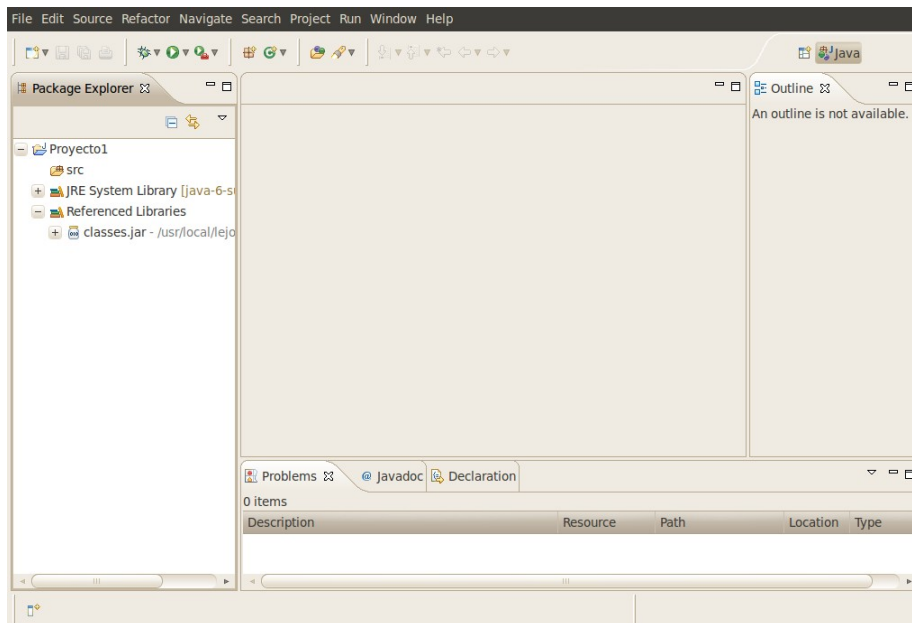 File Edit Source Refactor Navigate Search Project Run Window Help
Java
Package Explorer
Proyecto1
src
JRE System Library [java-6-su
Referenced Libraries
classes.jar - /usr/local/lejo
Outline
An outline is not available.
Problems
Javadoc
Declaration
0 items
Description Resource Path Location Type